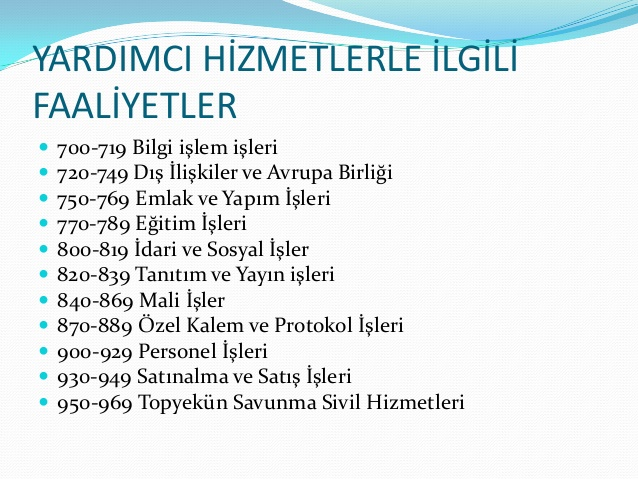 YARDIMCI HİZMETLERLE İLGİLİ
FAALİYETLER
• 700-719 Bilgi işlem işleri
• 720-749 Dış İlişkiler ve Avrupa Birliği
• 750-769 Emlak ve Yapım İşleri
• 770-789 Eğitim İşleri
• 800-819 İdari ve Sosyal İşler
• 820-839 Tanıtım ve Yayın işleri
• 840-869 Mali İşler
• 870-889 Özel Kalem ve Protokol İşleri
• 900-929 Personel İşleri
• 930-949 Satınalma ve Satış İşleri
• 950-969 Topyekün Savunma Sivil Hizmetleri